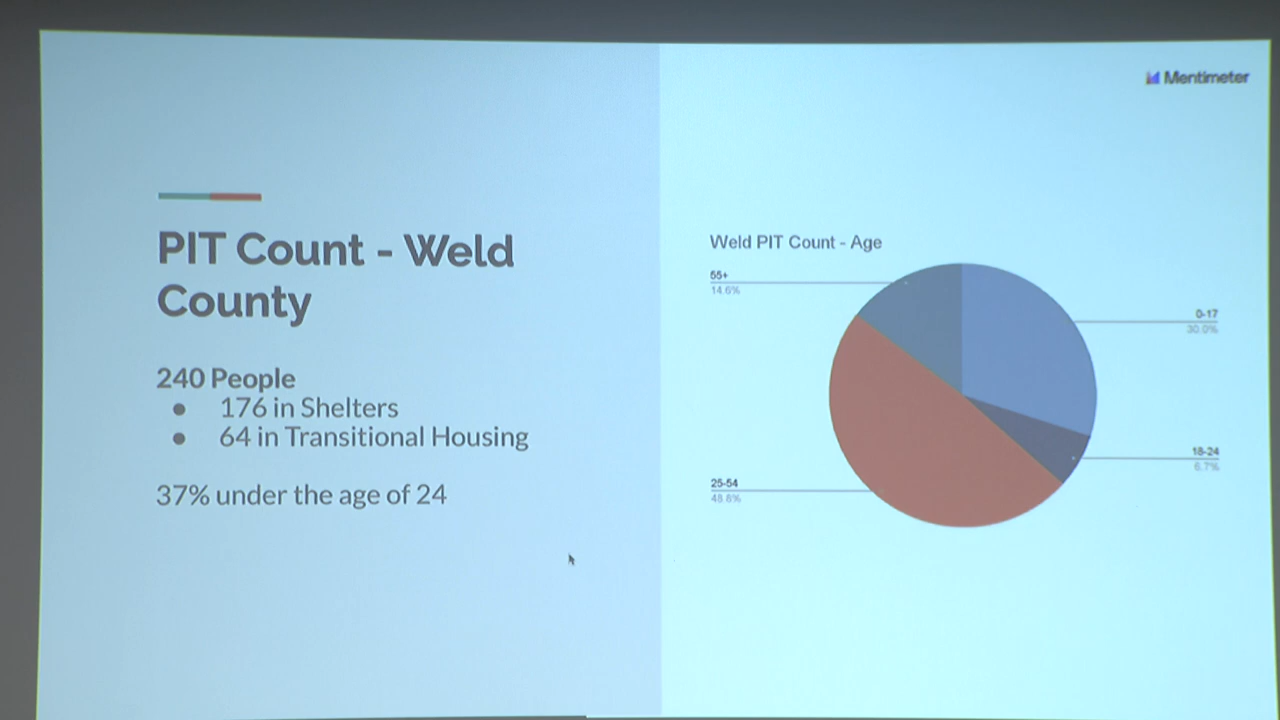 Mentimeter
PIT Count - Weld
County
240 People
● 176 in Shelters
● 64 in Transitional Housing
37% under the age of 24
Weld PIT Count - Age
55+
14.6%
0-17
30.0%
18-24
6.7%
25-54
48.8%